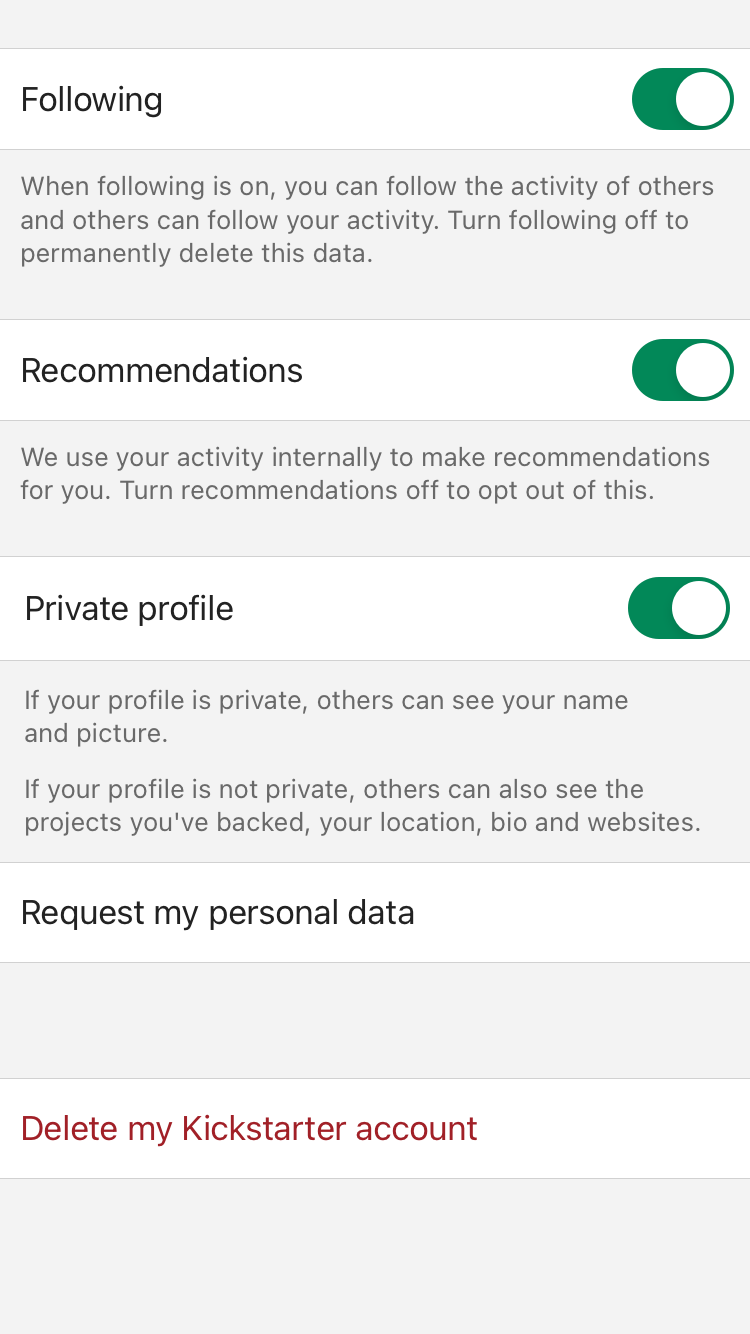 Following
When following is on, you can follow the activity of others
and others can follow your activity. Turn following off to
permanently delete this data.
Recommendations
We use your activity internally to make recommendations
for you. Turn recommendations off to opt out of this.
Private profile
If your profile is private, others can see your name
and picture.
If your profile is not private, others can also see the
projects you've backed, your location, bio and websites.
Request my personal data
Delete my Kickstarter account